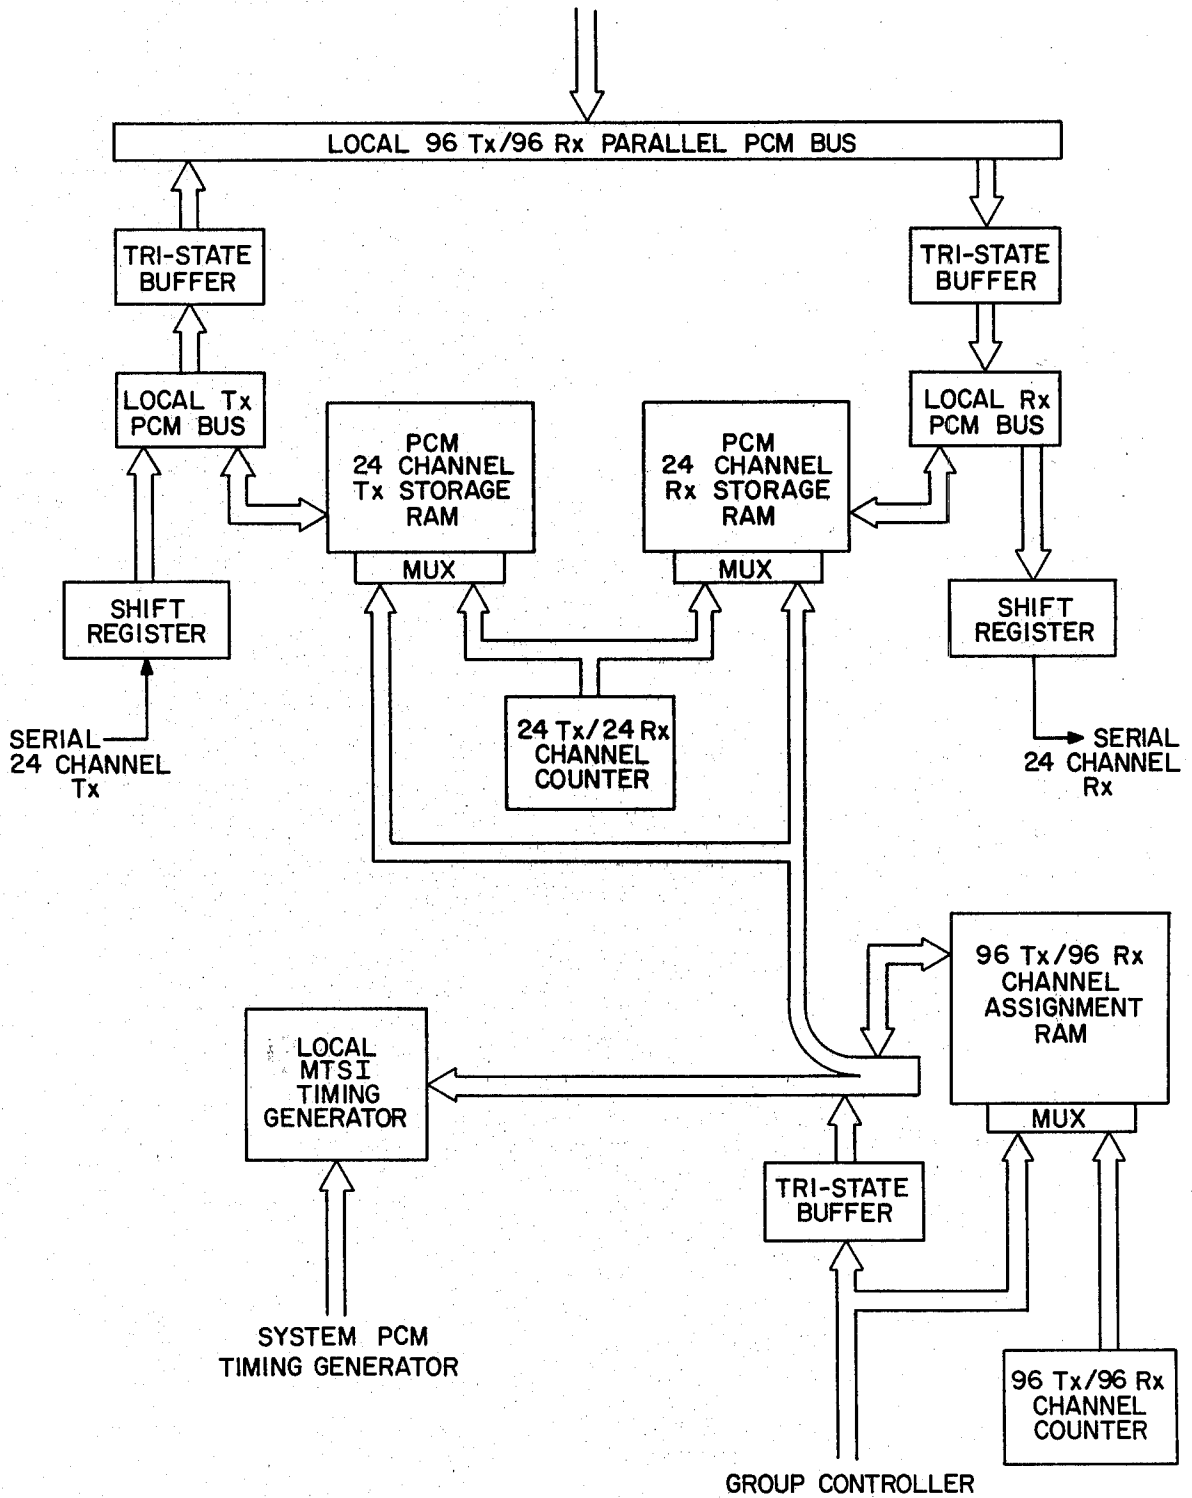 LOCAL 96 Tx/96 Rx PARALLEL PCM BUS
TRI-STATE
BUFFER
TRI-STATE
BUFFER
LOCAL Tx
PCM BUS
LOCAL Rx
PCM BUS
PCM
24 CHANNEL
Tx STORAGE
RAM
MUX
PCM
24 CHANNEL
Rx STORAGE
RAM
MUX
SHIFT
REGISTER
SHIFT
REGISTER
SERIAL
24 CHANNEL
Tx
24 Tx/24 Rx
CHANNEL
COUNTER
SERIAL
24 CHANNEL
Rx
96 Tx/96 Rx
CHANNEL
ASSIGNMENT
RAM
MUX
LOCAL
MTSI
TIMING
GENERATOR
TRI-STATE
BUFFER
SYSTEM PCM
TIMING GENERATOR
96 Tx/96 Rx
CHANNEL
COUNTER
GROUP CONTROLLER